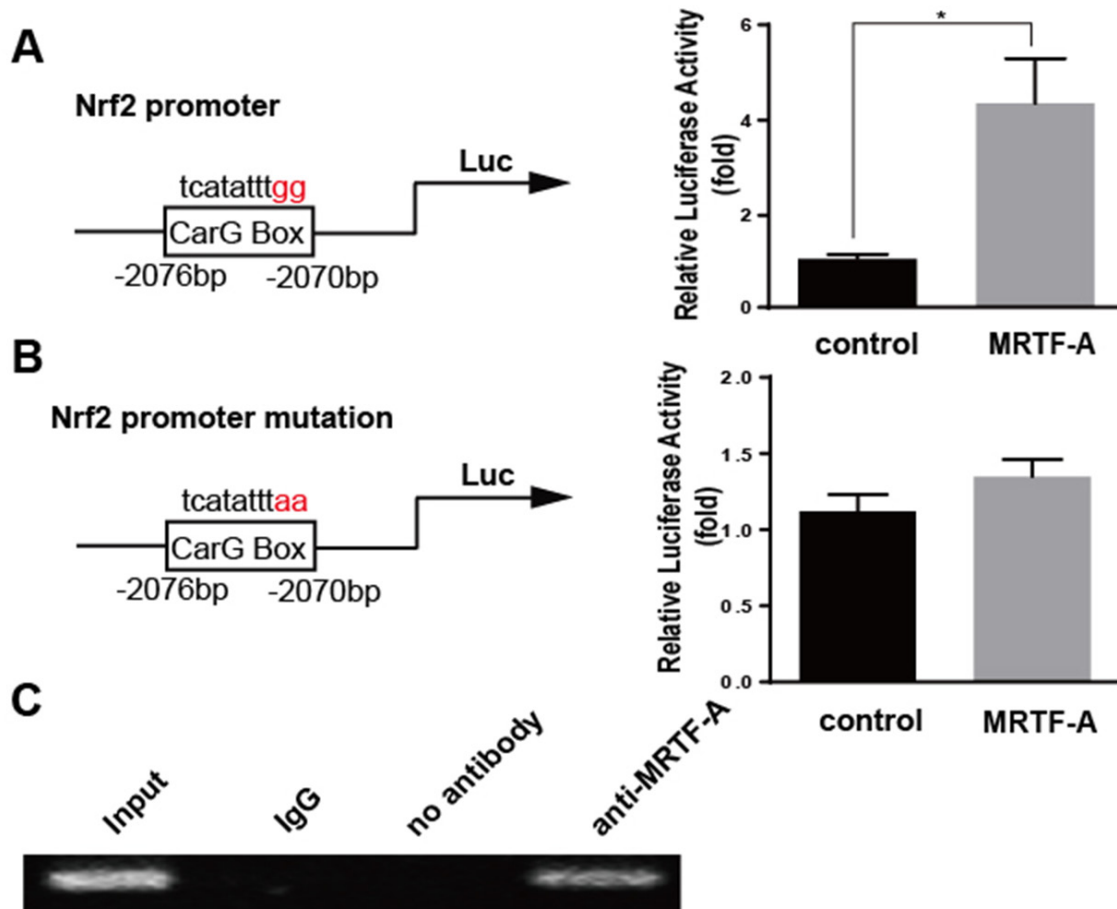 A
Nrf2 promoter
tcatatttgg
CarG Box
-2076bp
-2070bp
Luc
Relative Luciferase Activity
(fold)
6
4
2
0
*
control
MRTF-A
B
Nrf2 promoter mutation
tcatatttaa
CarG Box
-2076bp
-2070bp
Luc
Relative Luciferase Activity
(fold)
2.0
1.5
1.0
0.5
0.0
control
MRTF-A
C
Input
IgG
no antibody
anti-MRTF-A